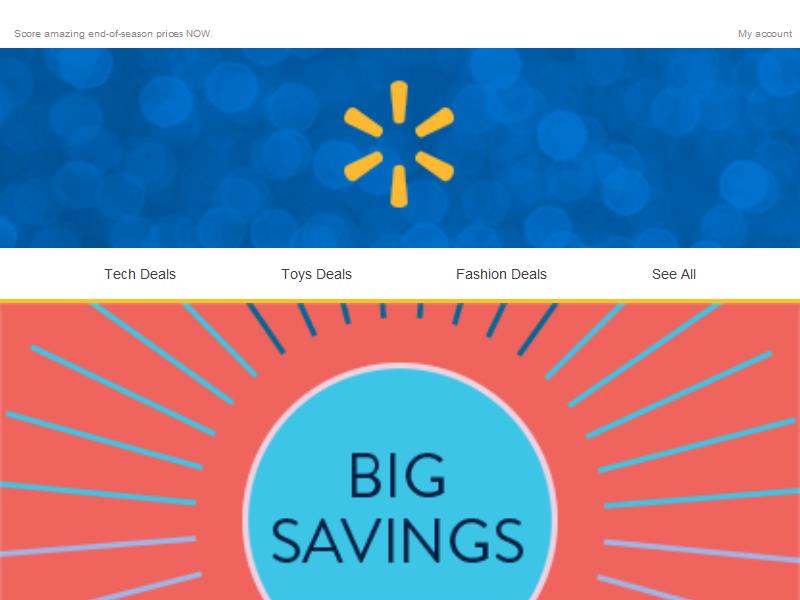 Score amazing end-of-season prices NOW.
My account
Tech Deals
Toys Deals
Fashion Deals
See All
BIG
SAVINGS